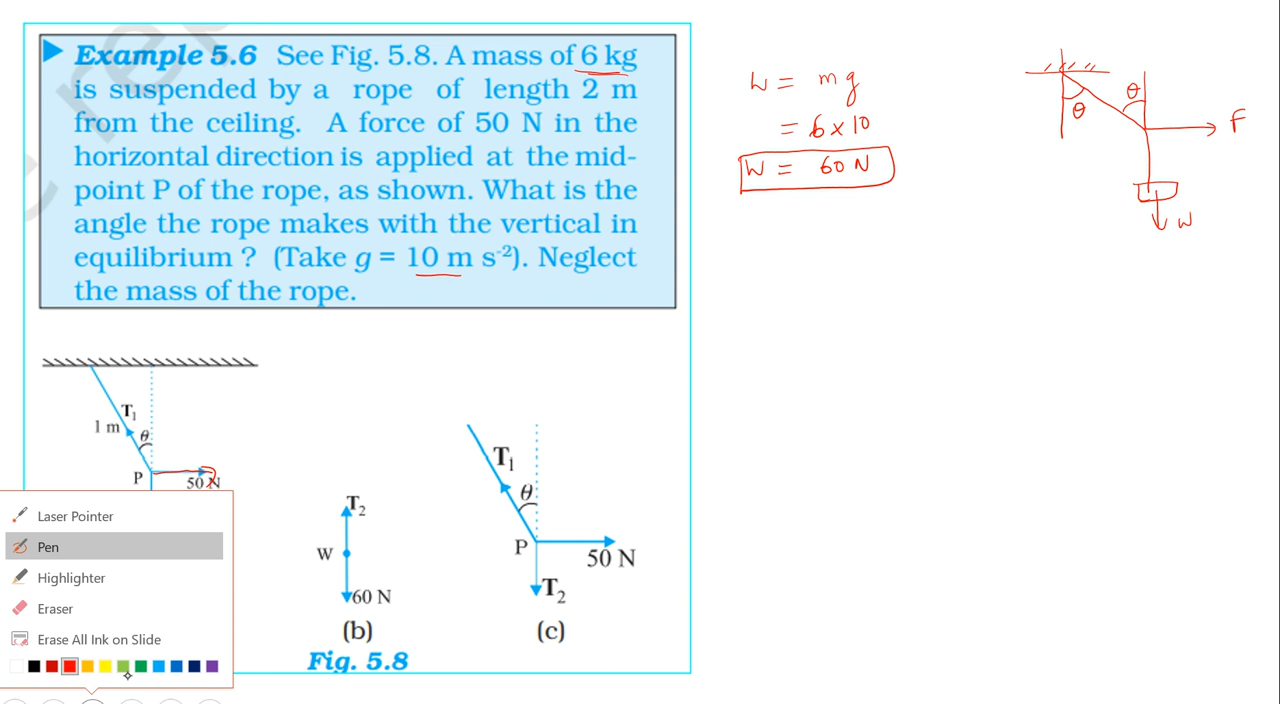 Example 5.6 See Fig. 5.8. A mass of 6 kg
is suspended by a rope of length 2 m
from the ceiling. A force of 50 N in the
horizontal direction is applied at the mid-
point P of the rope, as shown. What is the
angle the rope makes with the vertical in
equilibrium ? (Take g = 10 m s⁻²). Neglect
the mass of the rope.
W = mg
= 6 × 10
W = 60 N
θ
θ
F
W
T₁
1 m
θ
P
50 N
T₂
W
60 N
(b)
T₁
θ
P
50 N
T₂
(c)
Fig. 5.8
Laser Pointer
Pen
Highlighter
Eraser
Erase All Ink on Slide